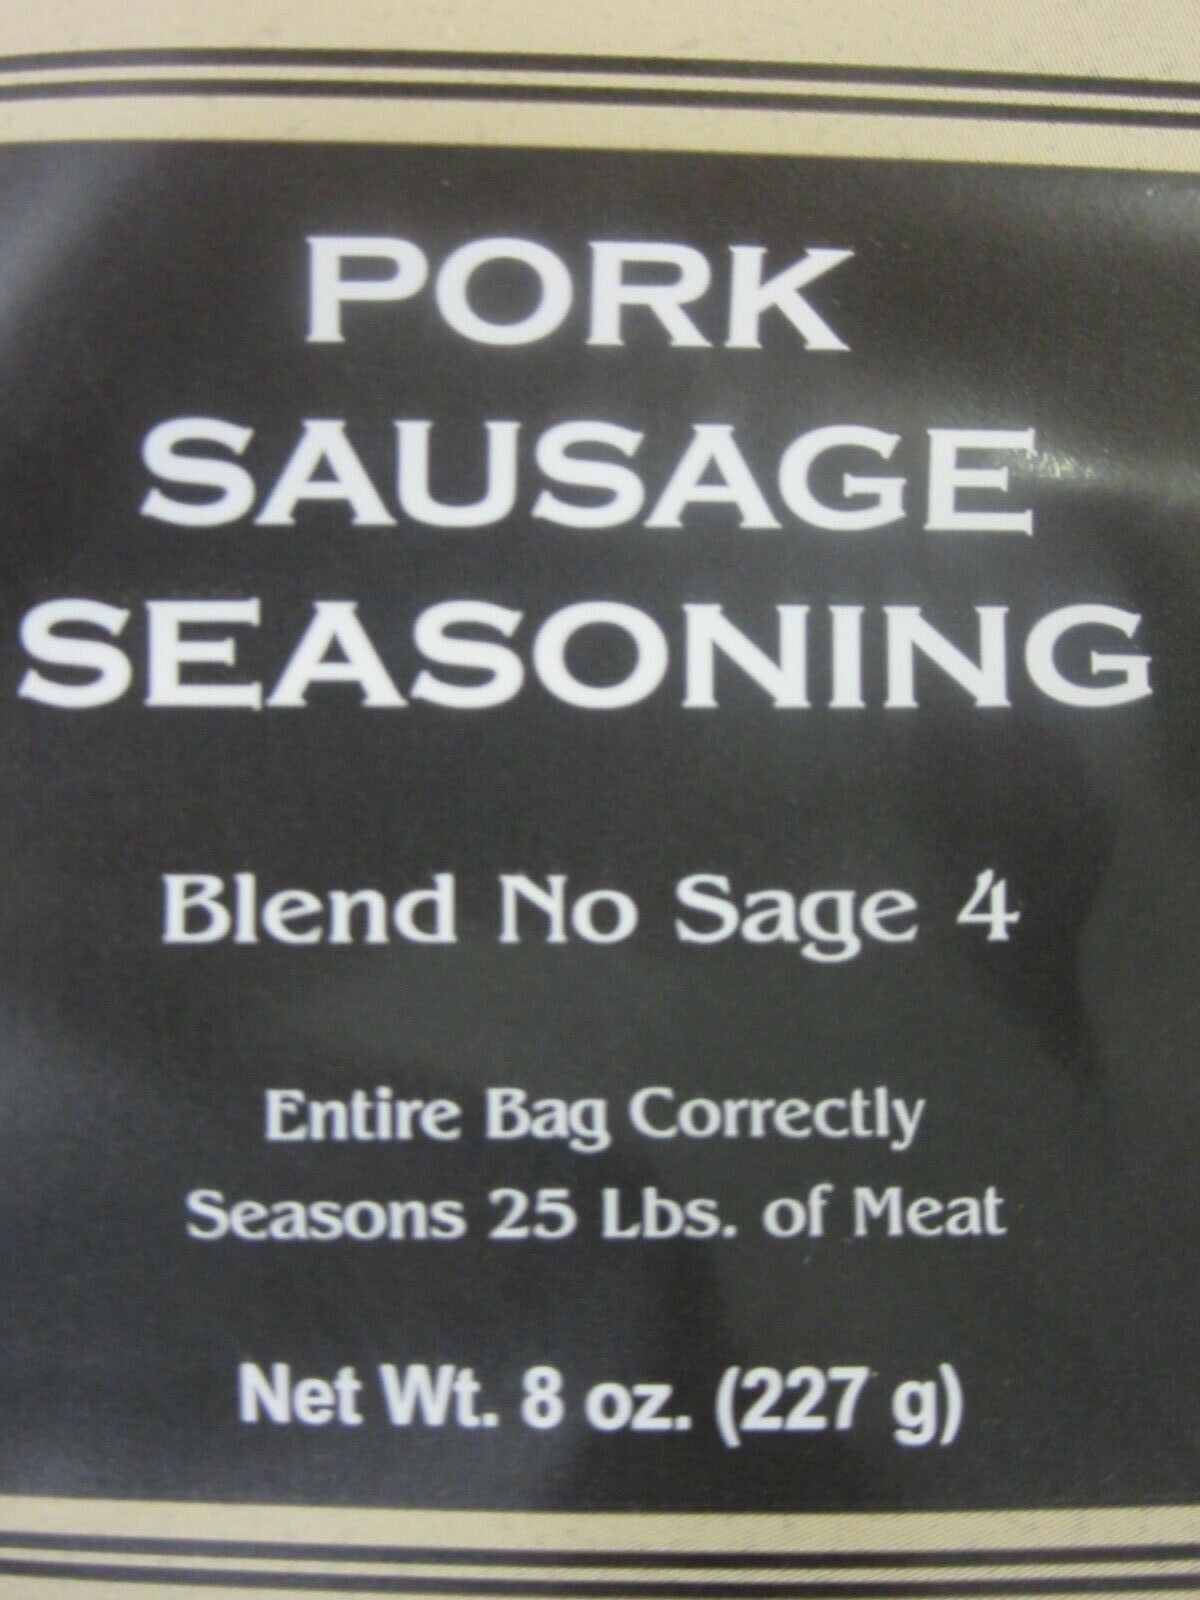 PORK
SAUSAGE
SEASONING
Blend No Sage 4
Entire Bag Correctly
Seasons 25 Lbs. of Meat
Net Wt. 8 oz. (227 g)